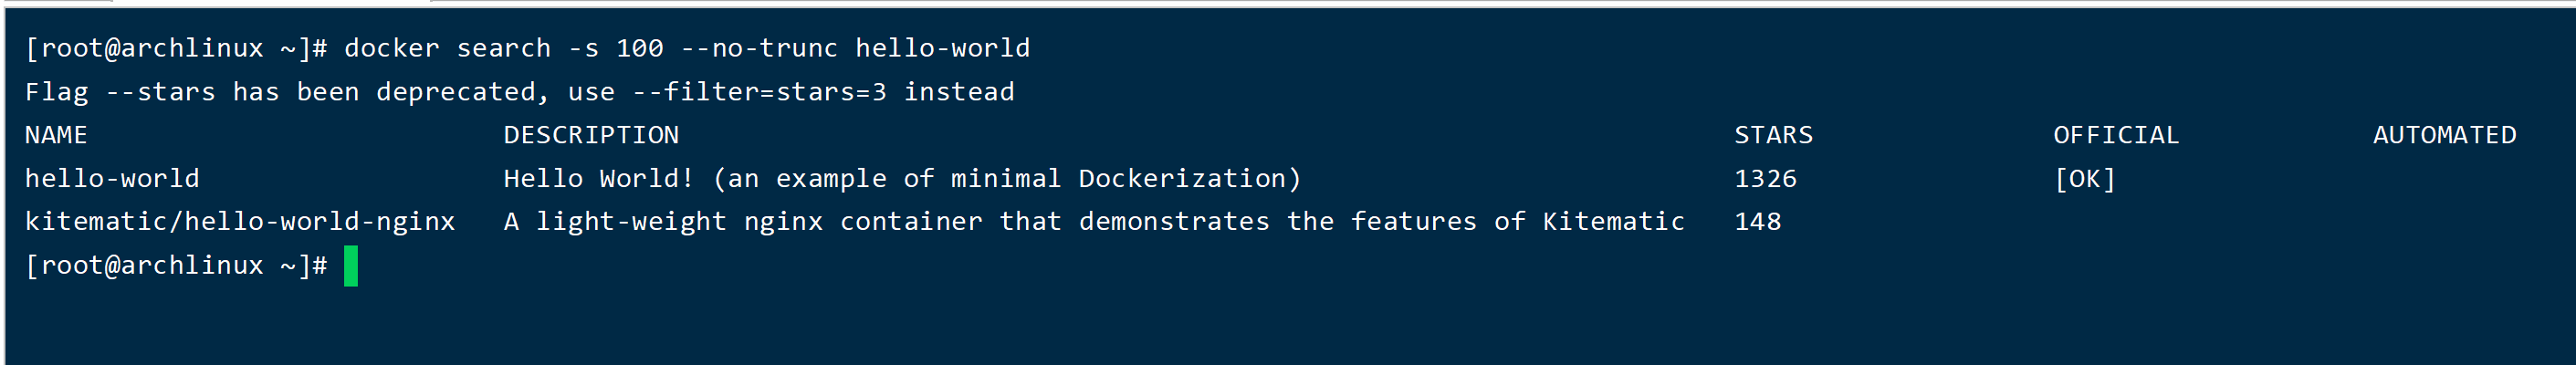 [root@archlinux ~]# docker search -s 100 --no-trunc hello-world
Flag --stars has been deprecated, use --filter=stars=3 instead
NAME                          DESCRIPTION                                                                  STARS               OFFICIAL            AUTOMATED
hello-world                   Hello World! (an example of minimal Dockerization)                           1326                [OK]
kitematic/hello-world-nginx   A light-weight nginx container that demonstrates the features of Kitematic   148
[root@archlinux ~]#